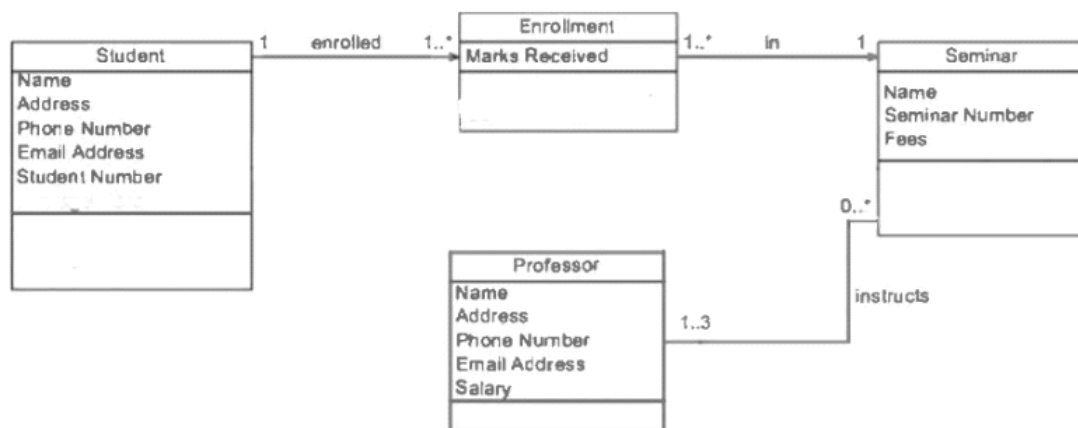 Student
Name
Address
Phone Number
Email Address
Student Number
1 enrolled 1..*
Enrollment
Marks Received
1..* in 1
Seminar
Name
Seminar Number
Fees
0..*
instructs
1..3
Professor
Name
Address
Phone Number
Email Address
Salary